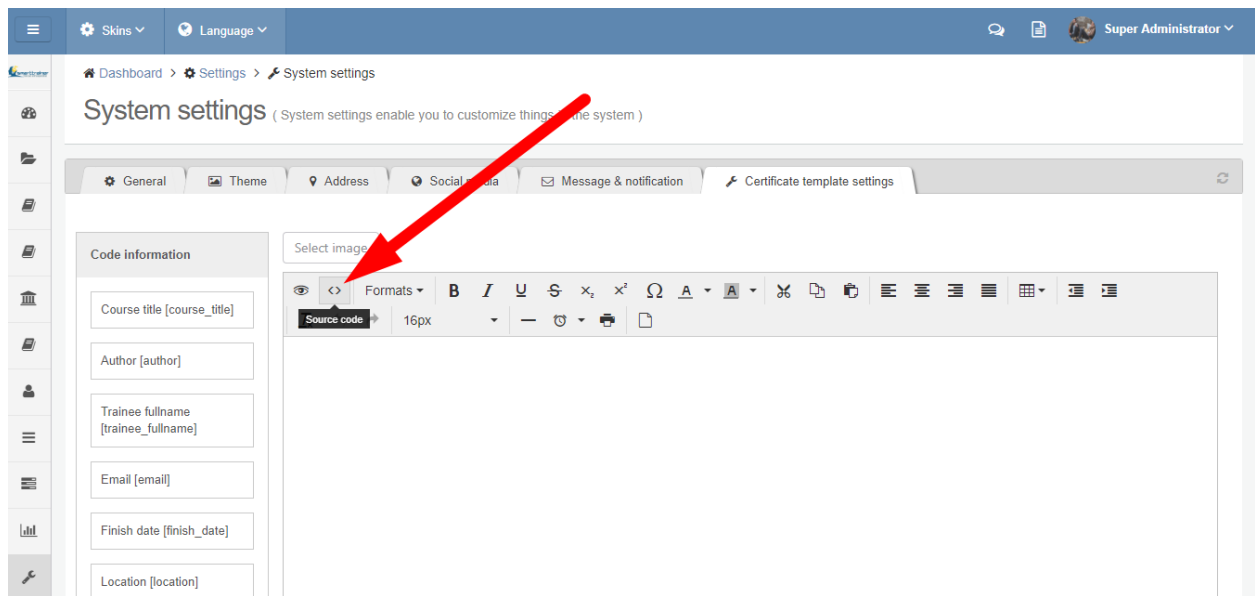 Skins
Language
Super Administrator
Dashboard > Settings > System settings
System settings ( System settings enable you to customize things the system )
General
Theme
Address
Social
Message & notification
Certificate template settings
Code information
Select image
Formats
B I U S x₂ x² Ω A A
Source code
16px
Course title [course_title]
Author [author]
Trainee fullname
[trainee_fullname]
Email [email]
Finish date [finish_date]
Location [location]